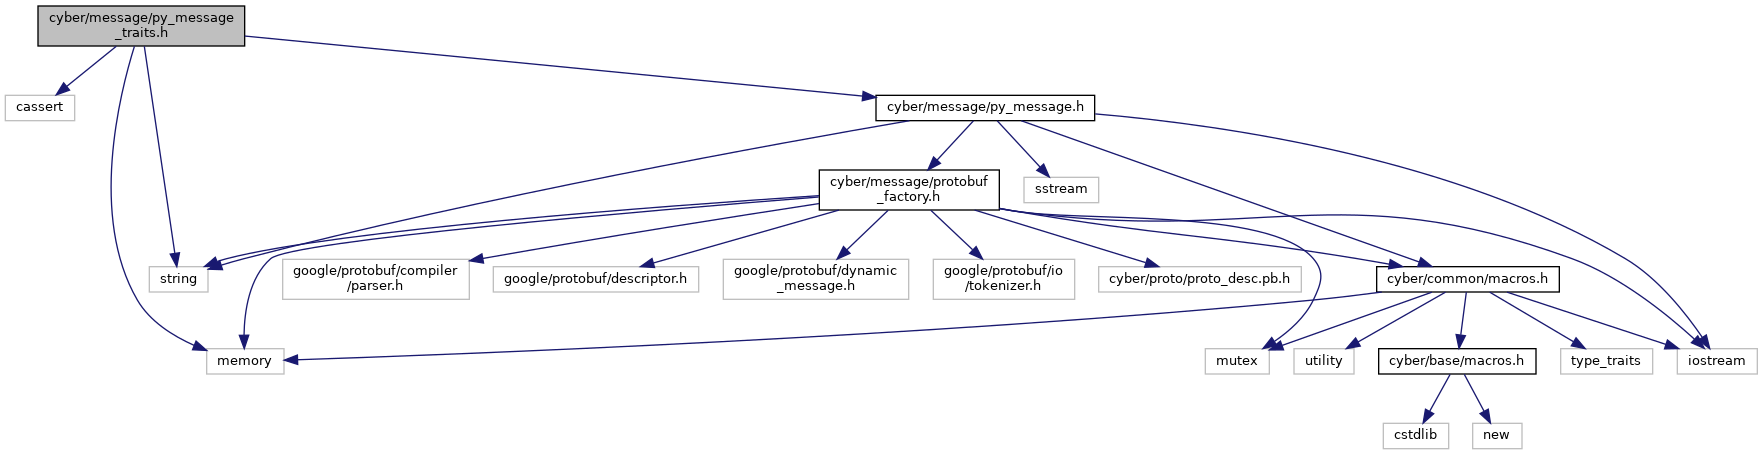 cyber/message/py_message
_traits.h
cassert
cyber/message/py_message.h
cyber/message/protobuf
_factory.h
sstream
string
google/protobuf/compiler
/parser.h
google/protobuf/descriptor.h
google/protobuf/dynamic
_message.h
google/protobuf/io
/tokenizer.h
cyber/proto/proto_desc.pb.h
cyber/common/macros.h
memory
mutex
utility
cyber/base/macros.h
type_traits
iostream
cstdlib
new